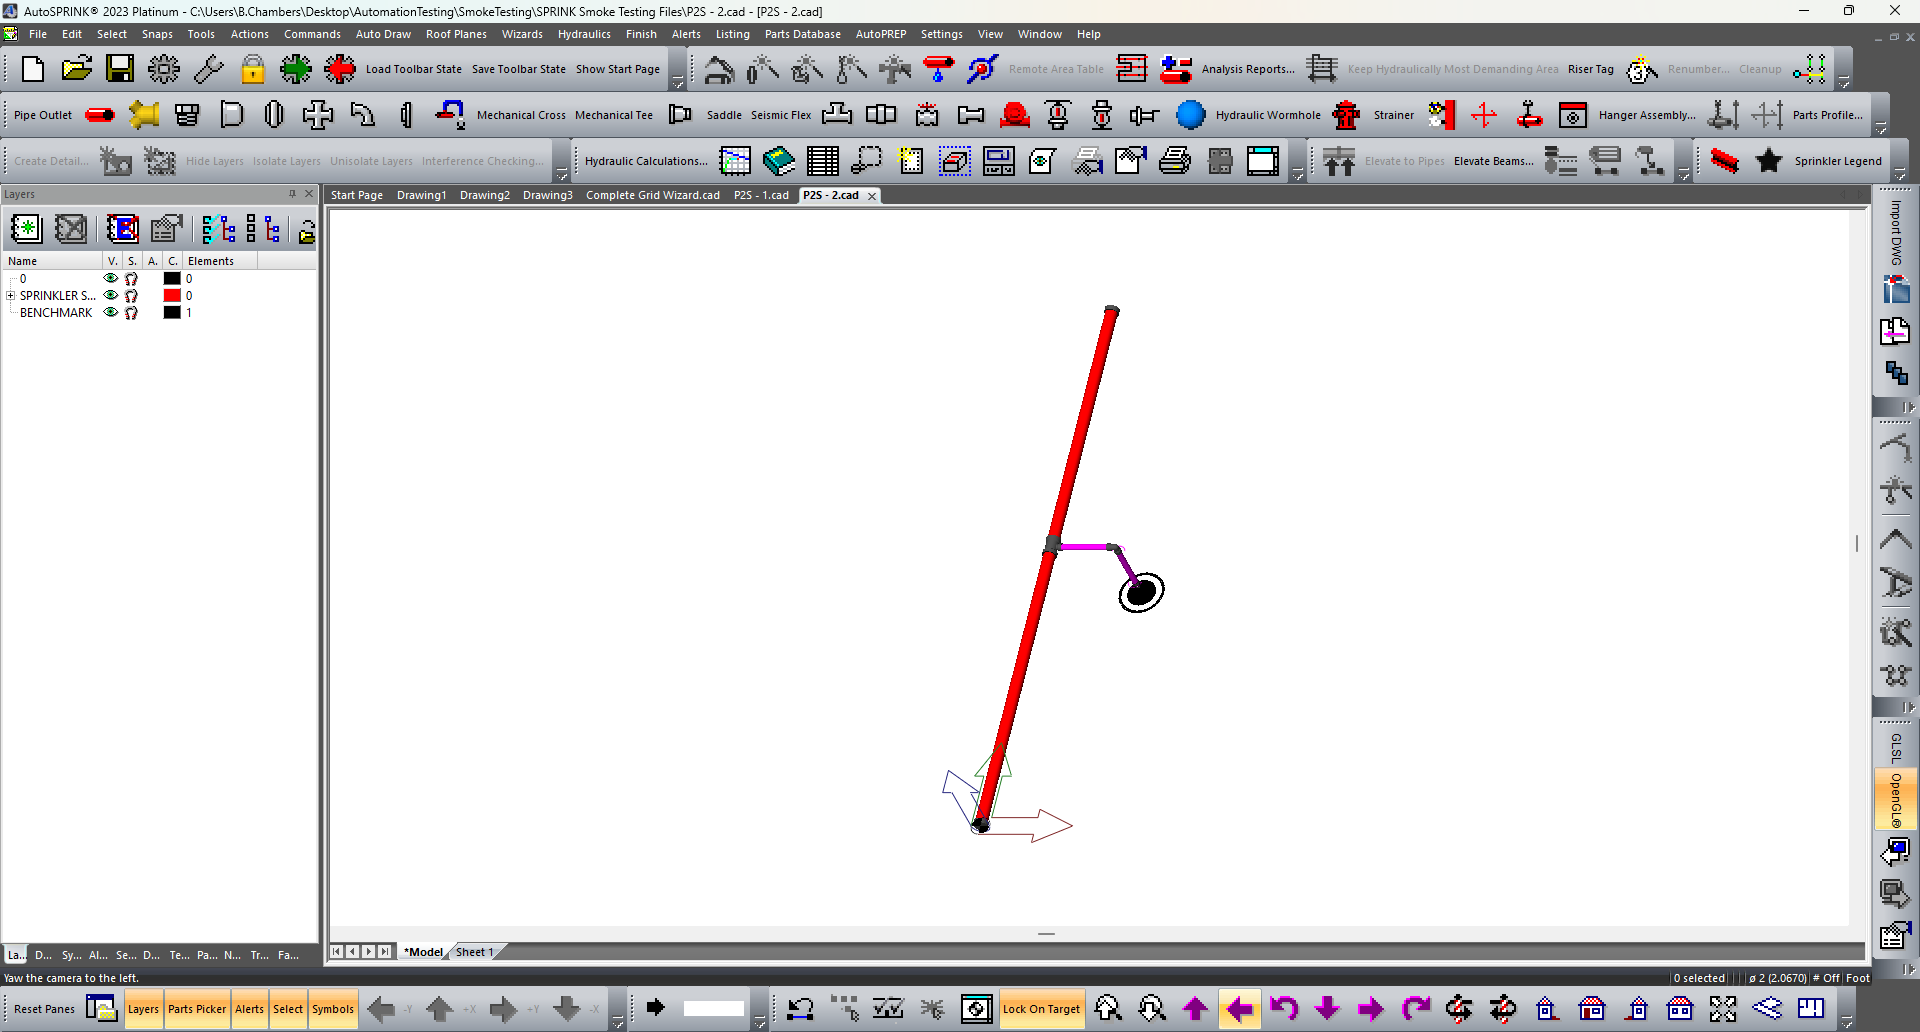 AutoSPRINK® 2023 Platinum - C:\Users\B.Chambers\Desktop\AutomationTesting\SmokeTesting\SPRINK Smoke Testing Files\P2S - 2.cad - [P2S - 2.cad]
File Edit Select Snaps Tools Actions Commands Auto Draw Roof Planes Wizards Hydraulics Finish Alerts Listing Parts Database AutoPREP Settings View Window Help
Load Toolbar State Save Toolbar State Show Start Page Remote Area Table Analysis Reports... Keep Hydraulically Most Demanding Area Riser Tag Renumber... Cleanup
Pipe Outlet Mechanical Cross Mechanical Tee Saddle Seismic Flex Hydraulic Wormhole Strainer Hanger Assembly... Parts Profile...
Create Detail... Hide Layers Isolate Layers Unisolate Layers Interference Checking... Hydraulic Calculations... Elevate to Pipes Elevate Beams... Sprinkler Legend
Layers
Start Page Drawing1 Drawing2 Drawing3 Complete Grid Wizard.cad P2S - 1.cad P2S - 2.cad
Import DWG
Name V. S. A. C. Elements
0 0
SPRINKLER S... 0
BENCHMARK 1
GLSL
OpenGL®
*Model Sheet 1
La... D... Sy... Al... Se... D... Te... Pa... N... Tr... Fa...
Yaw the camera to the left.
0 selected ø 2 (2.0670) # Off Foot
Reset Panes Layers Parts Picker Alerts Select Symbols -Y +X +Y -X Lock On Target